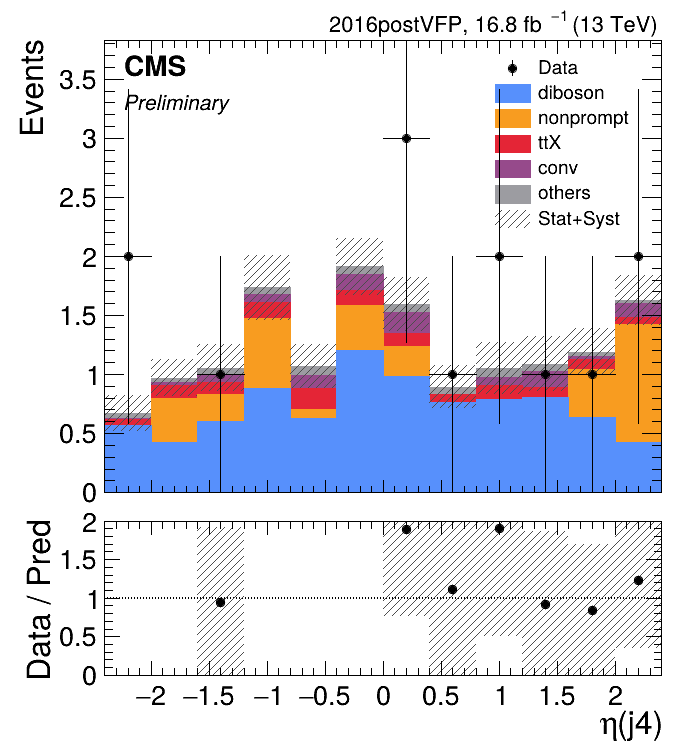 2016postVFP, 16.8 fb⁻¹ (13 TeV)
Events
CMS
Preliminary
Data
diboson
nonprompt
ttX
conv
others
Stat+Syst
3.5
3
2.5
2
1.5
1
0.5
0
Data / Pred
2
1.5
1
0.5
0
−2 −1.5 −1 −0.5 0 0.5 1 1.5 2
η(j4)